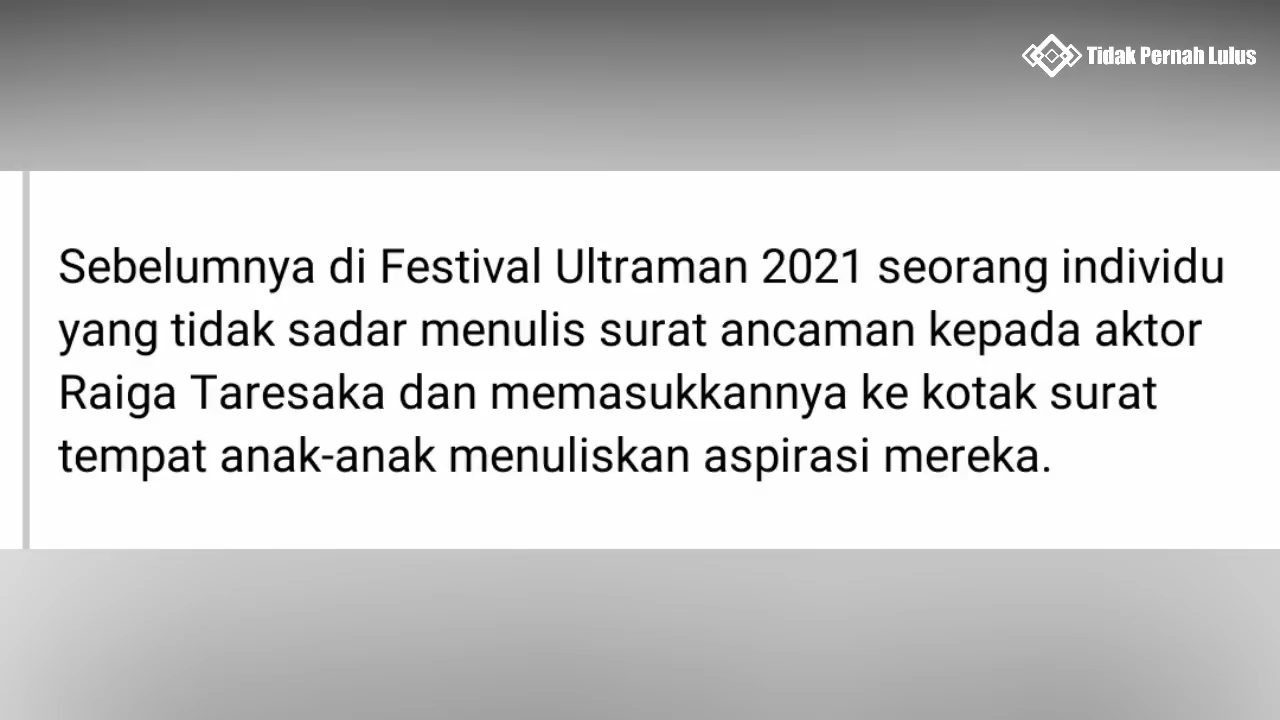 Tidak Pernah Lulus
Sebelumnya di Festival Ultraman 2021 seorang individu
yang tidak sadar menulis surat ancaman kepada aktor
Raiga Taresaka dan memasukkannya ke kotak surat
tempat anak-anak menuliskan aspirasi mereka.